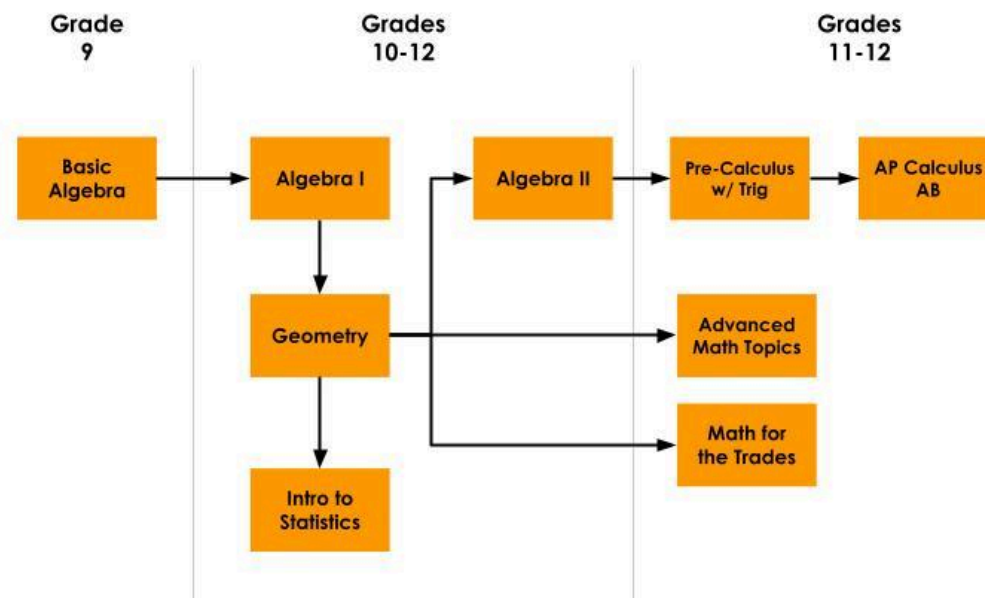 Grade
9
Grades
10-12
Grades
11-12
Basic
Algebra
Algebra I
Algebra II
Pre-Calculus
w/ Trig
AP Calculus
AB
Geometry
Advanced
Math Topics
Math for
the Trades
Intro to
Statistics